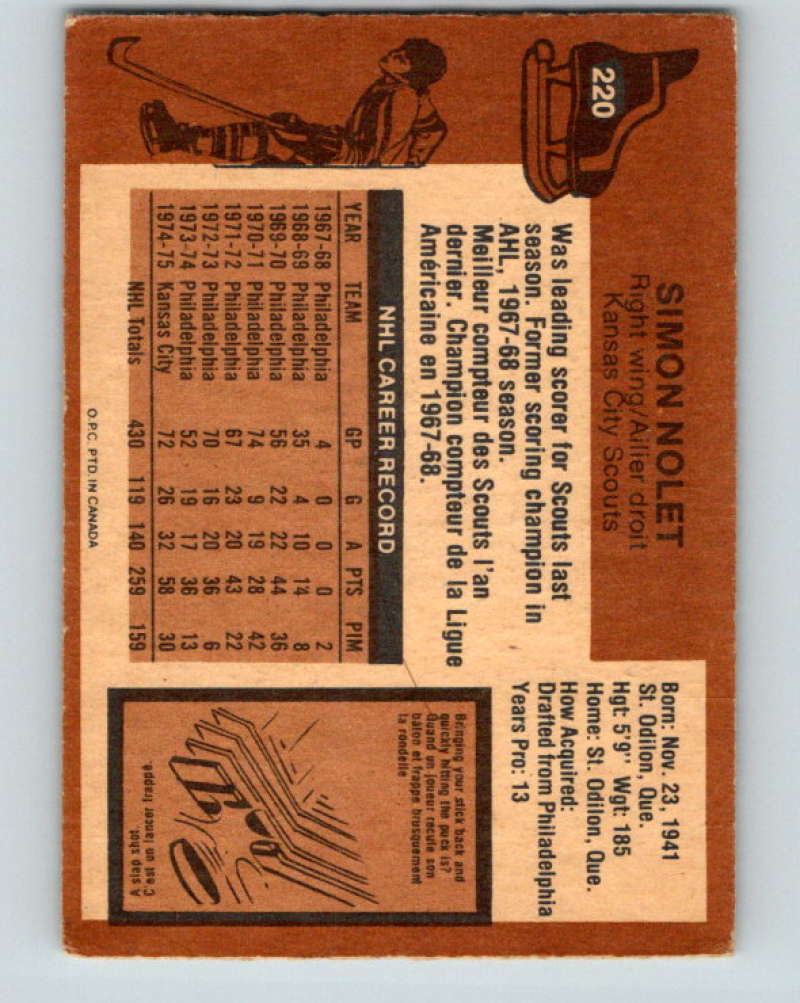 220
SIMON NOLET
Right wing/Ailier droit
Kansas City Scouts
Born: Nov. 23, 1941
St. Odilon, Que.
Hgt: 5'9" Wgt: 185
Home: St. Odilon, Que.
How Acquired:
Drafted from Philadelphia
Years Pro: 13
Was leading scorer for Scouts last
season. Former scoring champion in
AHL, 1967-68 season.
Meilleur compteur des Scouts l'an
dernier. Champion compteur de la Ligue
Américaine en 1967-68.
NHL CAREER RECORD
YEAR TEAM GP G A PTS PIM
1967-68 Philadelphia 4 0 0 0 2
1968-69 Philadelphia 35 4 10 14 8
1969-70 Philadelphia 56 22 22 44 36
1970-71 Philadelphia 74 9 19 28 42
1971-72 Philadelphia 67 23 20 43 22
1972-73 Philadelphia 70 16 20 36 6
1973-74 Philadelphia 52 19 17 36 13
1974-75 Kansas City 72 26 32 58 30
NHL Totals 430 119 140 259 159
Bringing your stick back and
quickly hitting the puck is?
Quand un joueur recule son
bâton et frappe brusquement
la rondelle
A slap shot.
C'est un lancer frappé
O.P.C. PTD. IN CANADA